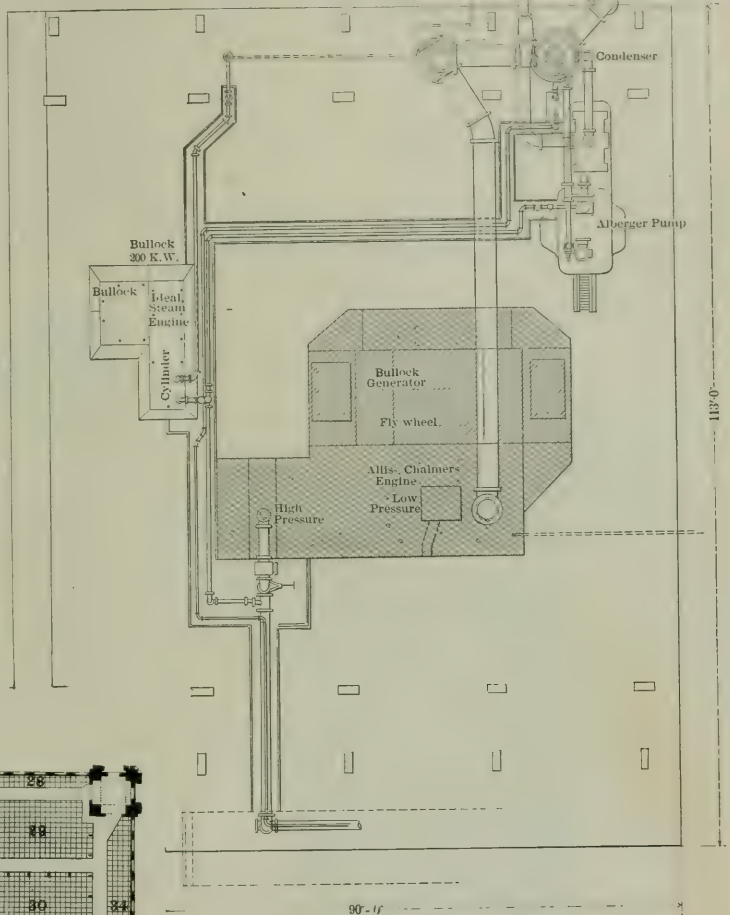 Condenser
Alberger Pump
Bullock
200 K.W.
Bullock
Ideal
Steam
Engine
Cylinder
Bullock
Generator
Fly wheel
Allis-Chalmers
Engine
Low
Pressure
High
Pressure
113'-0"
28
29
30
34